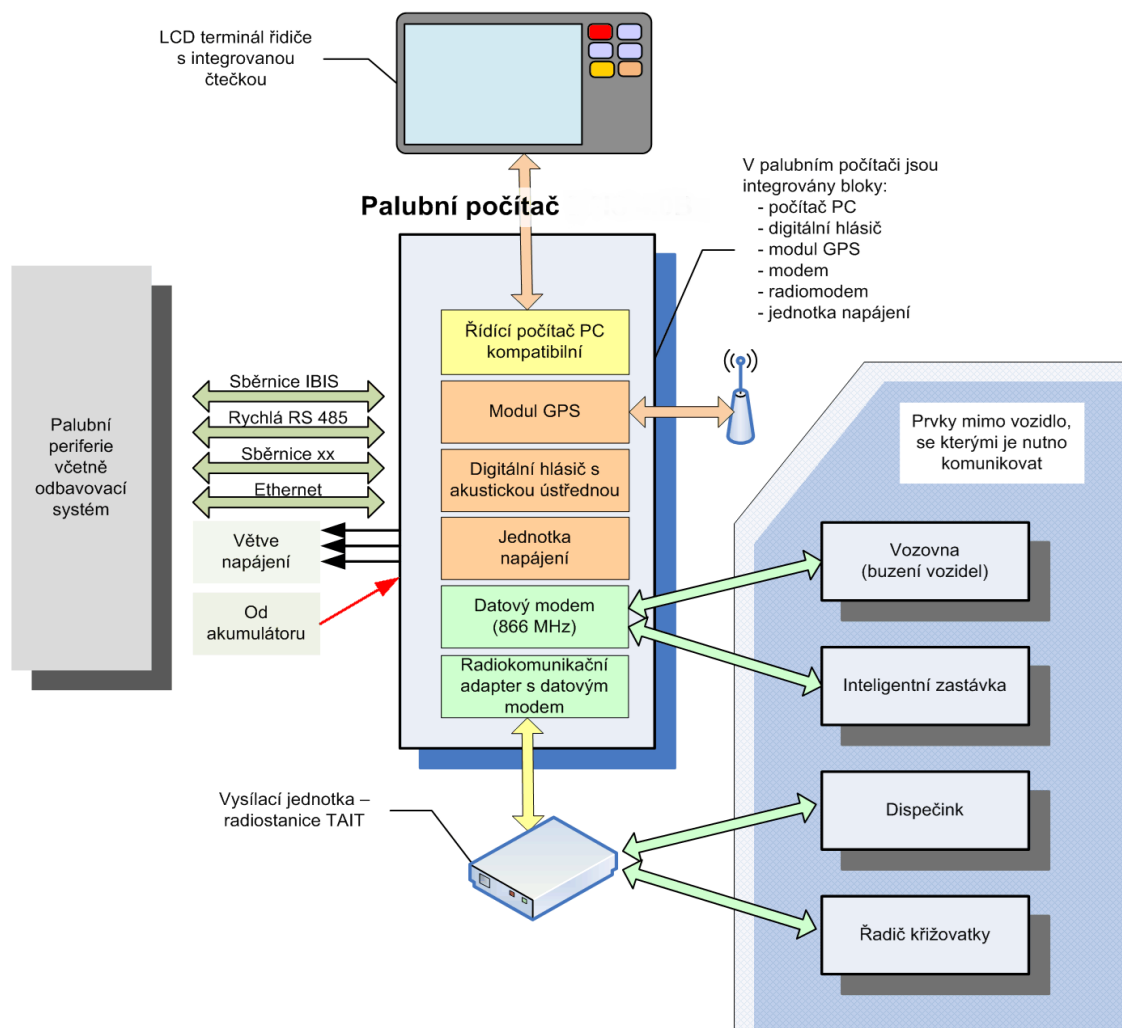 LCD terminál řidiče
s integrovanou
čtečkou
V palubním počítači jsou
integrovány bloky:
- počítač PC
- digitální hlásič
- modul GPS
- modem
- radiomodem
- jednotka napájení
Palubní počítač
Řídící počítač PC
kompatibilní
Modul GPS
Digitální hlásič s
akustickou ústřednou
Jednotka
napájení
Datový modem
(866 MHz)
Radiokomunikační
adapter s datovým
modem
Sběrnice IBIS
Rychlá RS 485
Sběrnice xx
Ethernet
Palubní
periferie
včetně
odbavovací
systém
Větve
napájení
Od
akumulátoru
Prvky mimo vozidlo,
se kterými je nutno
komunikovat
Vozovna
(buzení vozidel)
Inteligentní zastávka
Dispečink
Řadič křižovatky
Vysílací jednotka –
radiostanice TAIT